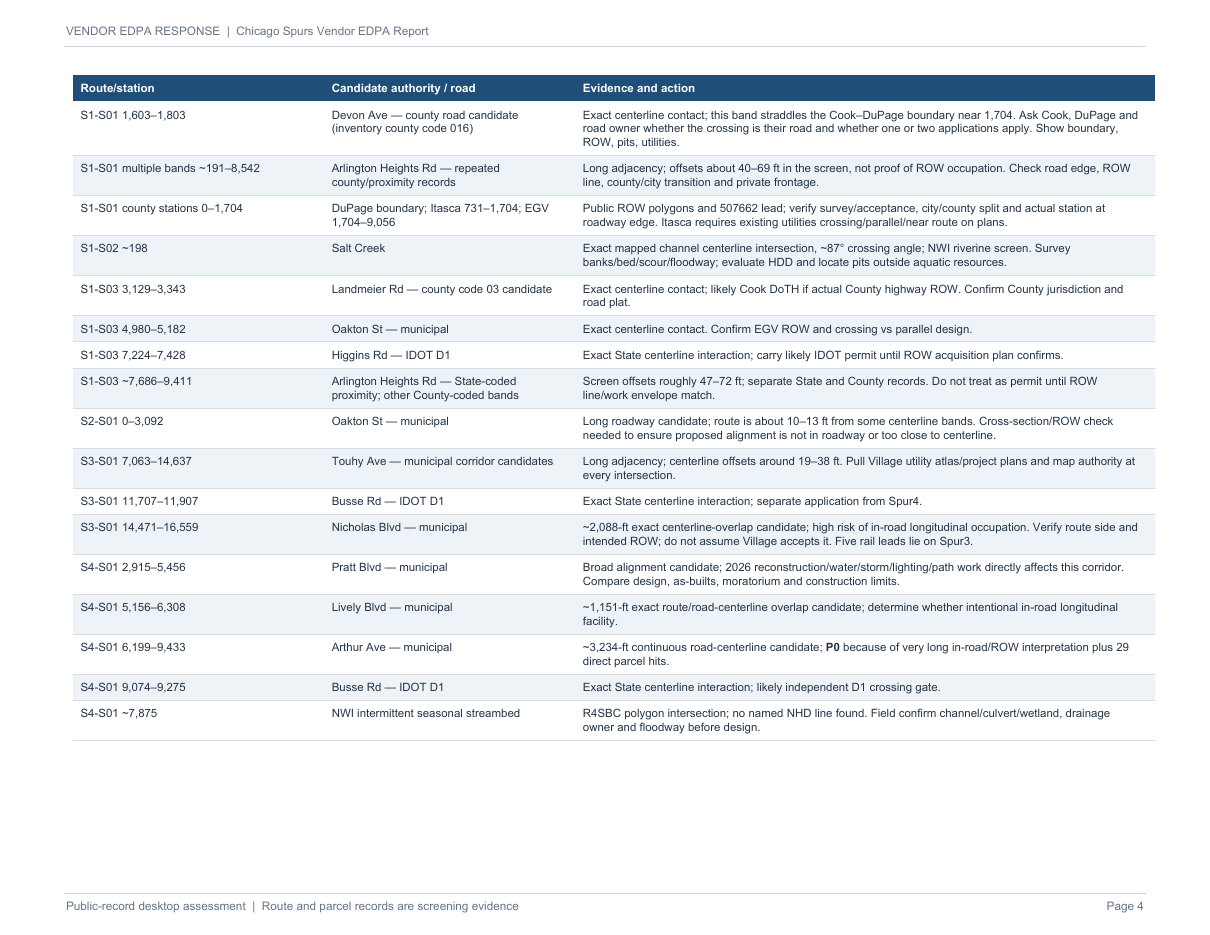 VENDOR EDPA RESPONSE | Chicago Spurs Vendor EDPA Report
Route/station
Candidate authority / road
Evidence and action
S1-S01 1,603–1,803
Devon Ave — county road candidate
(inventory county code 016)
Exact centerline contact; this band straddles the Cook–DuPage boundary near 1,704. Ask Cook, DuPage and
road owner whether the crossing is their road and whether one or two applications apply. Show boundary,
ROW, pits, utilities.
S1-S01 multiple bands ~191–8,542
Arlington Heights Rd — repeated
county/proximity records
Long adjacency; offsets about 40–69 ft in the screen, not proof of ROW occupation. Check road edge, ROW
line, county/city transition and private frontage.
S1-S01 county stations 0–1,704
DuPage boundary; Itasca 731–1,704; EGV
1,704–9,056
Public ROW polygons and 507662 lead; verify survey/acceptance, city/county split and actual station at
roadway edge. Itasca requires existing utilities crossing/parallel/near route on plans.
S1-S02 ~198
Salt Creek
Exact mapped channel centerline intersection, ~87° crossing angle; NWI riverine screen. Survey
banks/bed/scour/floodway; evaluate HDD and locate pits outside aquatic resources.
S1-S03 3,129–3,343
Landmeier Rd — county code 03 candidate
Exact centerline contact; likely Cook DoTH if actual County highway ROW. Confirm County jurisdiction and
road plat.
S1-S03 4,980–5,182
Oakton St — municipal
Exact centerline contact. Confirm EGV ROW and crossing vs parallel design.
S1-S03 7,224–7,428
Higgins Rd — IDOT D1
Exact State centerline interaction; carry likely IDOT permit until ROW acquisition plan confirms.
S1-S03 ~7,686–9,411
Arlington Heights Rd — State-coded
proximity; other County-coded bands
Screen offsets roughly 47–72 ft; separate State and County records. Do not treat as permit until ROW
line/work envelope match.
S2-S01 0–3,092
Oakton St — municipal
Long roadway candidate; route is about 10–13 ft from some centerline bands. Cross-section/ROW check
needed to ensure proposed alignment is not in roadway or too close to centerline.
S3-S01 7,063–14,637
Touhy Ave — municipal corridor candidates
Long adjacency; centerline offsets around 19–38 ft. Pull Village utility atlas/project plans and map authority at
every intersection.
S3-S01 11,707–11,907
Busse Rd — IDOT D1
Exact State centerline interaction; separate application from Spur4.
S3-S01 14,471–16,559
Nicholas Blvd — municipal
~2,088-ft exact centerline-overlap candidate; high risk of in-road longitudinal occupation. Verify route side and
intended ROW; do not assume Village accepts it. Five rail leads lie on Spur3.
S4-S01 2,915–5,456
Pratt Blvd — municipal
Broad alignment candidate; 2026 reconstruction/water/storm/lighting/path work directly affects this corridor.
Compare design, as-builts, moratorium and construction limits.
S4-S01 5,156–6,308
Lively Blvd — municipal
~1,151-ft exact route/road-centerline overlap candidate; determine whether intentional in-road longitudinal
facility.
S4-S01 6,199–9,433
Arthur Ave — municipal
~3,234-ft continuous road-centerline candidate; P0 because of very long in-road/ROW interpretation plus 29
direct parcel hits.
S4-S01 9,074–9,275
Busse Rd — IDOT D1
Exact State centerline interaction; likely independent D1 crossing gate.
S4-S01 ~7,875
NWI intermittent seasonal streambed
R4SBC polygon intersection; no named NHD line found. Field confirm channel/culvert/wetland, drainage
owner and floodway before design.
Public-record desktop assessment | Route and parcel records are screening evidence
Page 4